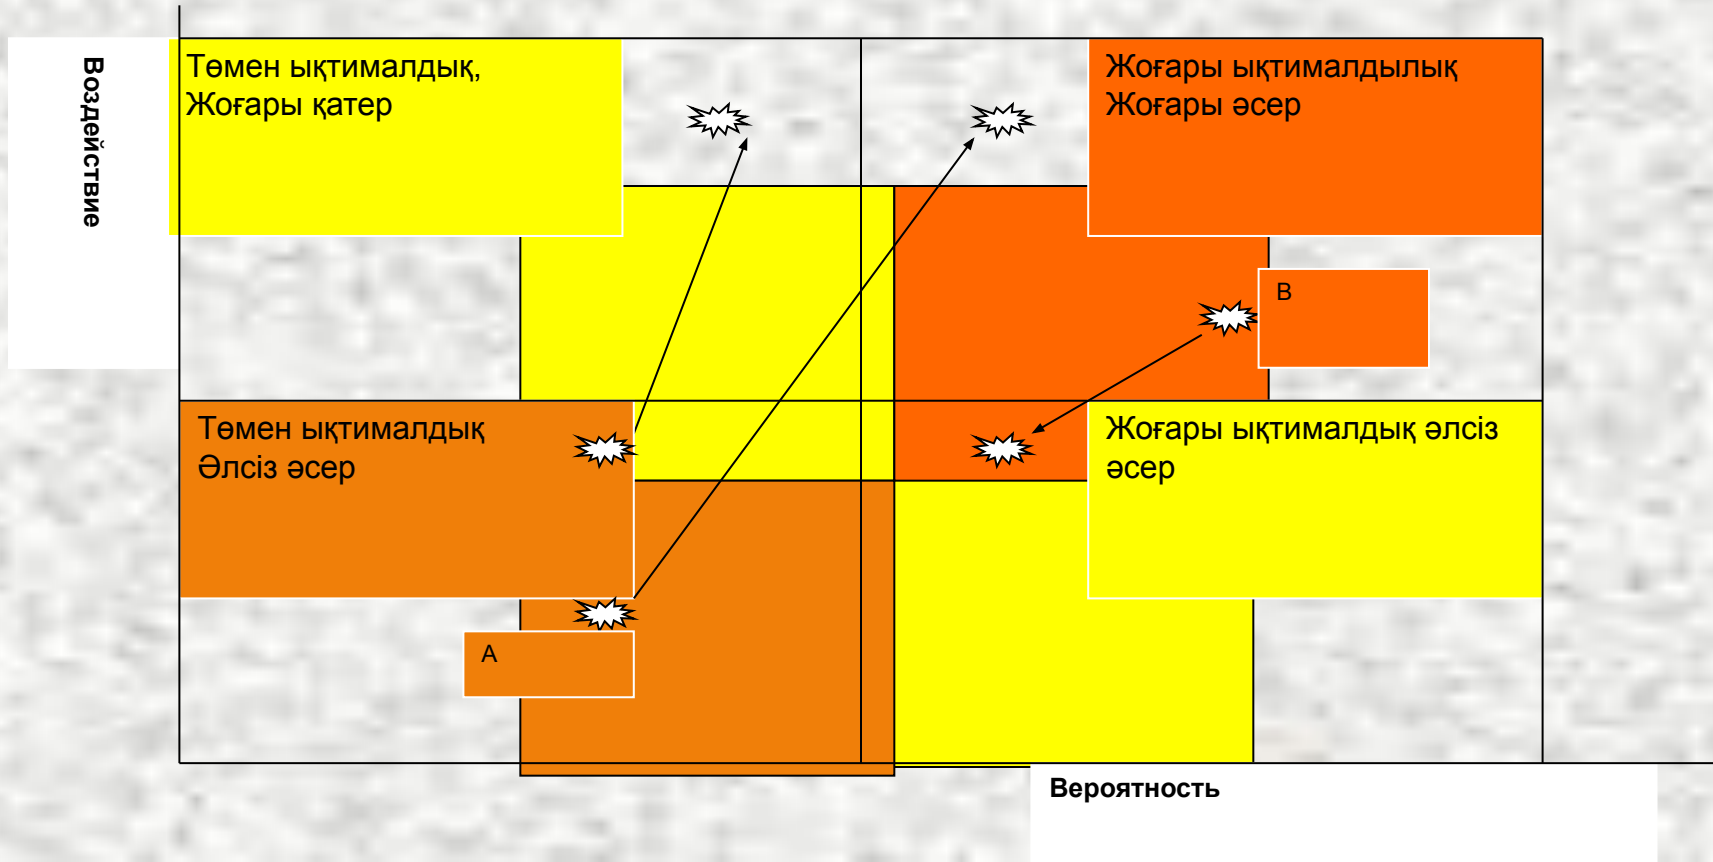 Воздействие
Төмен ықтималдық,
Жоғары қатер
Жоғары ықтималдылық
Жоғары әсер
В
Төмен ықтималдық
Әлсіз әсер
Жоғары ықтималдық әлсіз
әсер
А
Вероятность